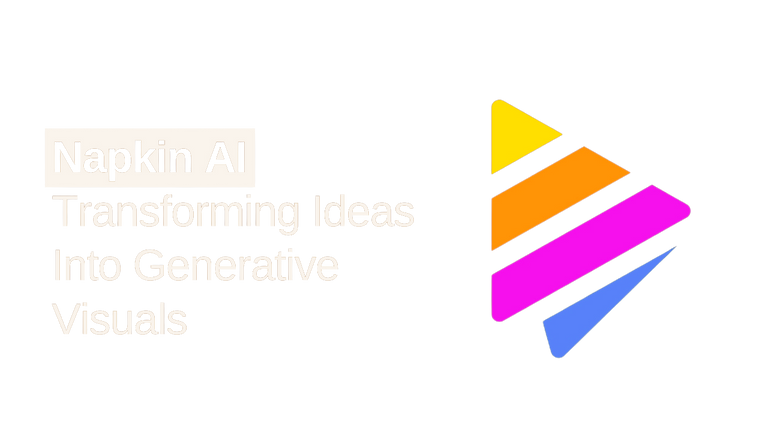 Napkin AI
Transforming Ideas
Into Generative
Visuals